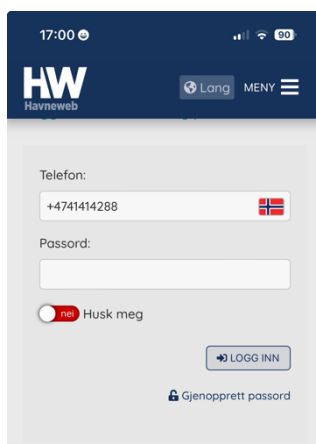 17:00
90
HW
Havneweb
Lang MENY
Telefon:
+4741414288
Passord:
nei Husk meg
LOGG INN
Gjenopprett passord